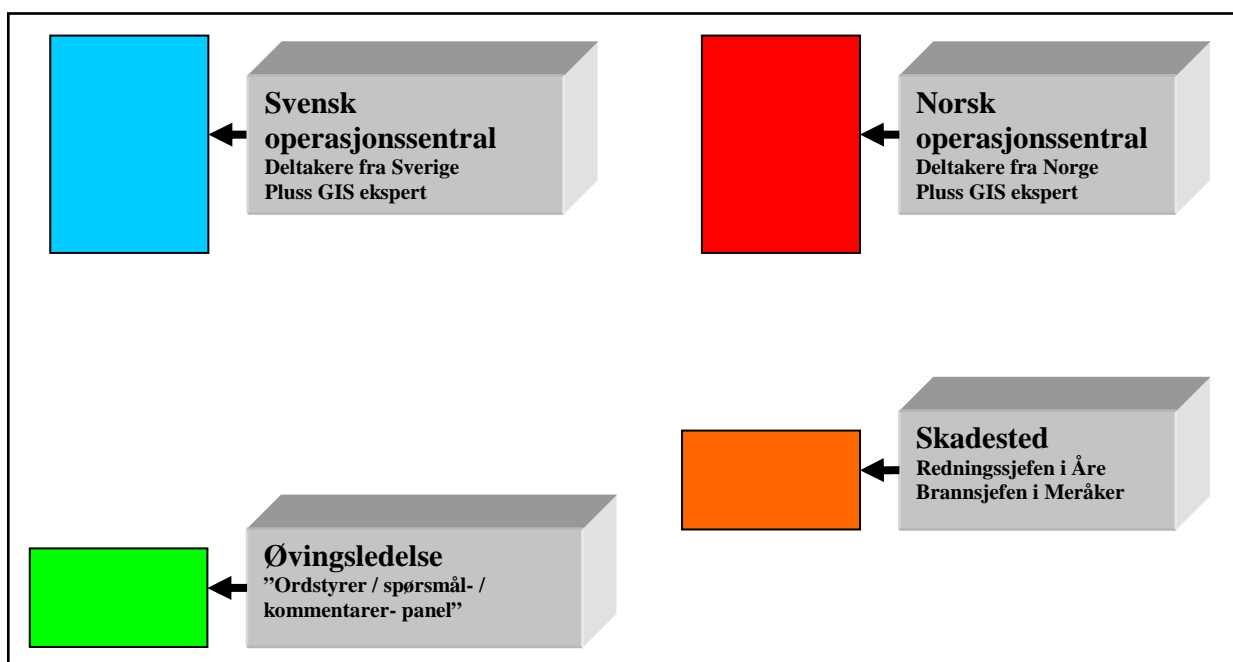 Svensk
operasjonssentral
Deltakere fra Sverige
Pluss GIS ekspert
Norsk
operasjonssentral
Deltakere fra Norge
Pluss GIS ekspert
Skadested
Redningssjefen i Åre
Brannsjefen i Meråker
Øvingsledelse
”Ordstyrer / spørsmål- /
kommentarer- panel”